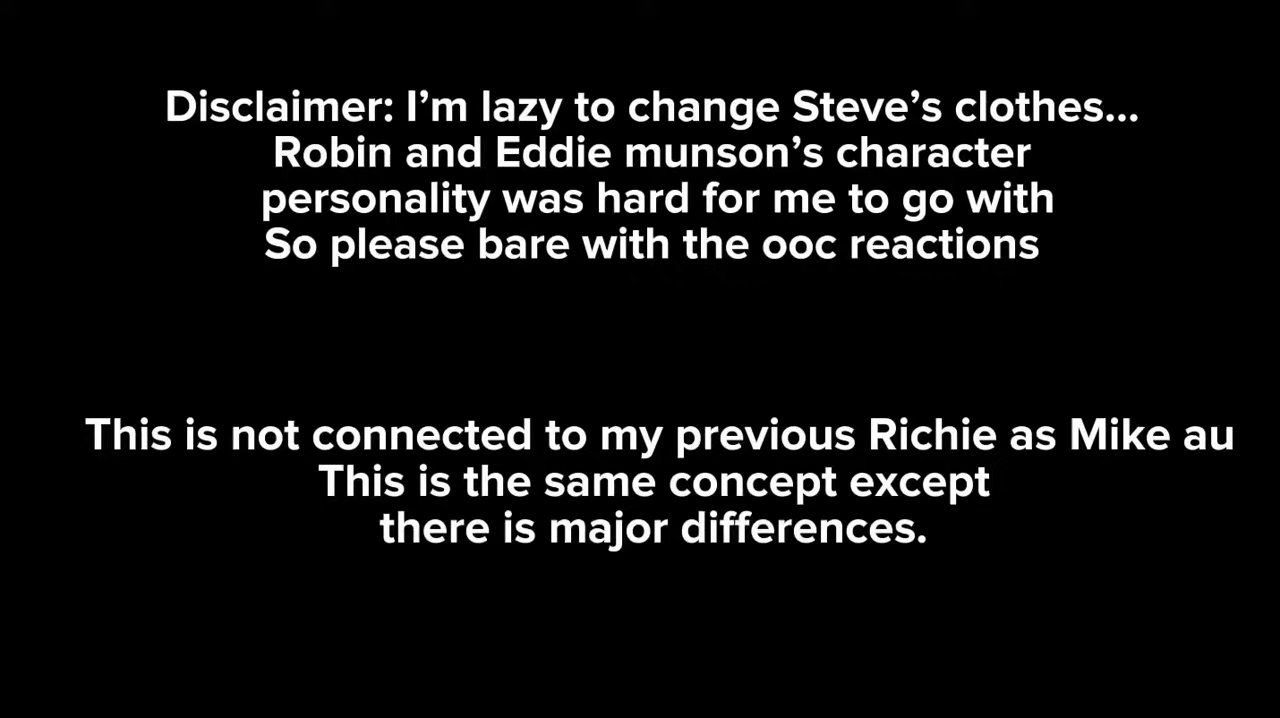 Disclaimer: I’m lazy to change Steve’s clothes...
Robin and Eddie munson’s character
personality was hard for me to go with
So please bare with the ooc reactions
This is not connected to my previous Richie as Mike au
This is the same concept except
there is major differences.